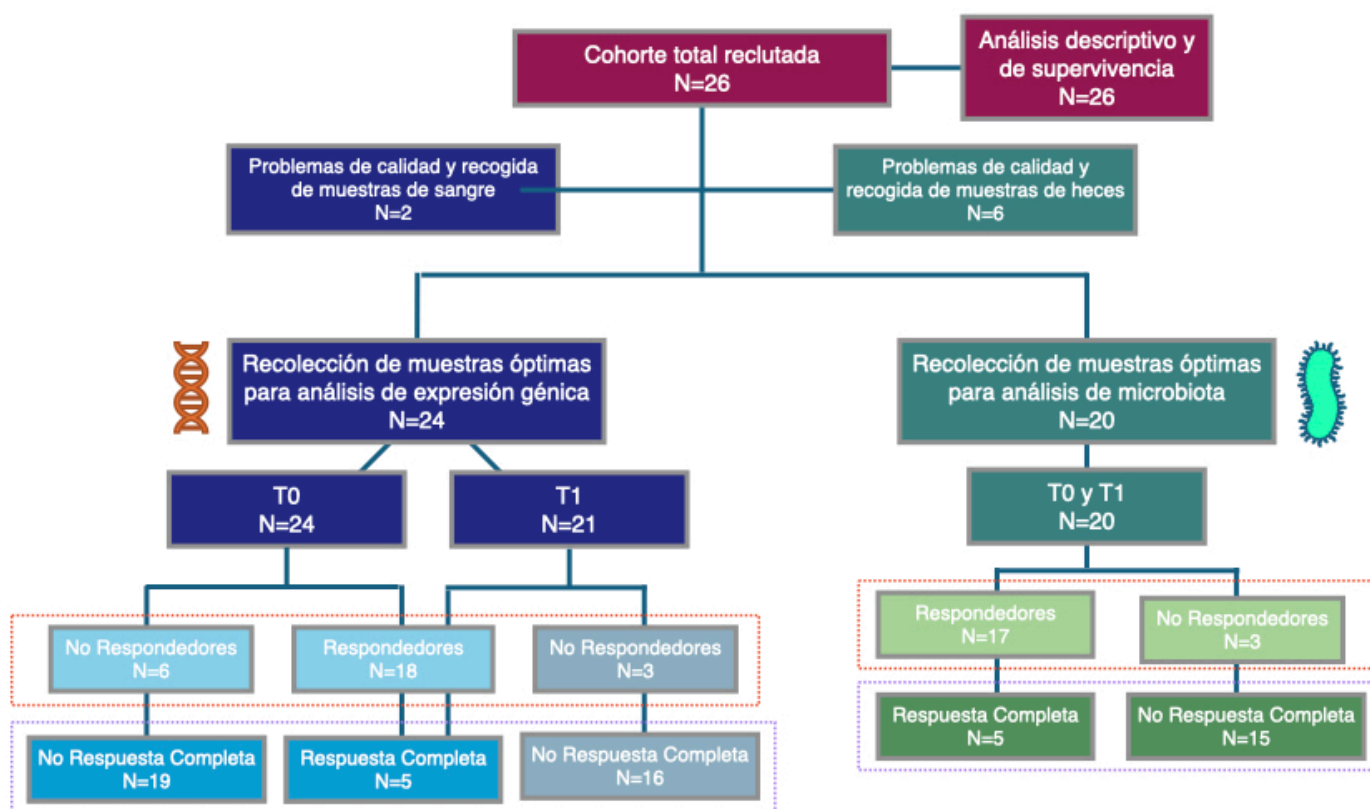 Cohorte total reclutada
N=26
Análisis descriptivo y
de supervivencia
N=26
Problemas de calidad y recogida
de muestras de sangre
N=2
Problemas de calidad y
recogida de muestras de heces
N=6
Recolección de muestras óptimas
para análisis de expresión génica
N=24
Recolección de muestras óptimas
para análisis de microbiota
N=20
T0
N=24
T1
N=21
T0 y T1
N=20
No Respondedores
N=6
Respondedores
N=18
No Respondedores
N=3
Respondedores
N=17
No Respondedores
N=3
No Respuesta Completa
N=19
Respuesta Completa
N=5
No Respuesta Completa
N=16
Respuesta Completa
N=5
No Respuesta Completa
N=15